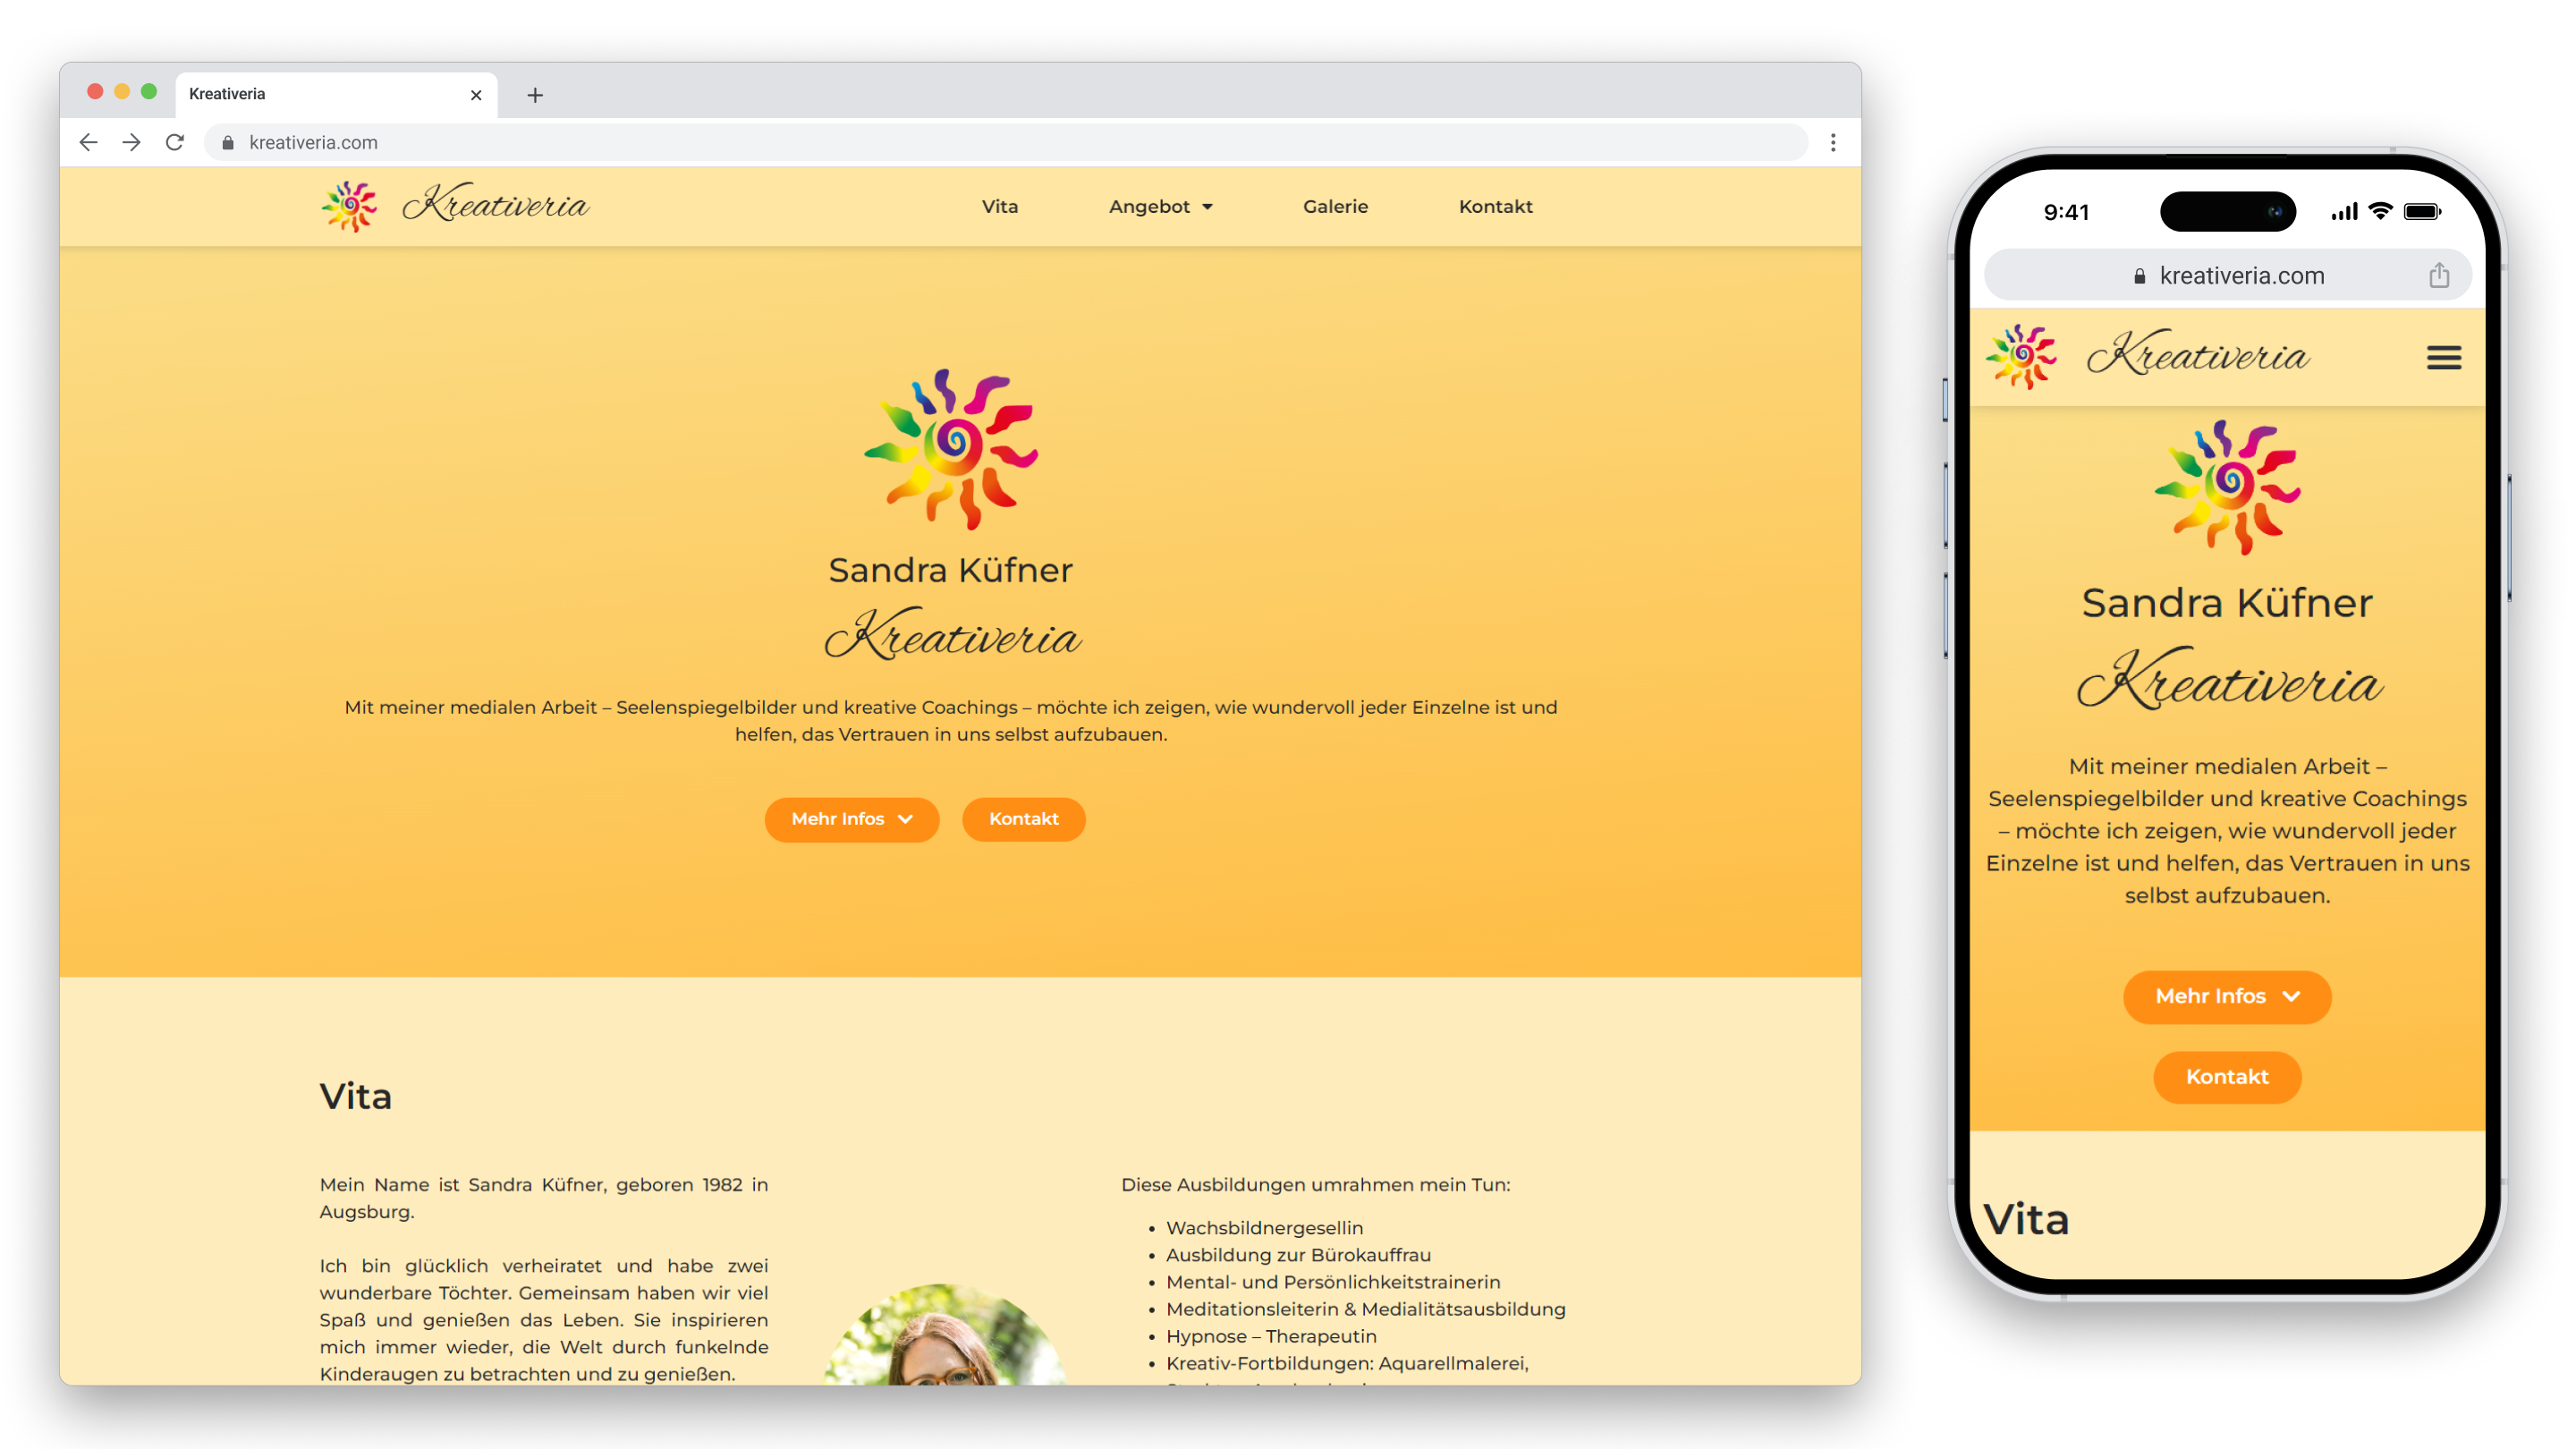 Kreativeria
kreativeria.com
Kreativeria
Vita
Angebot
Galerie
Kontakt
Sandra Küfner
Kreativeria
Mit meiner medialen Arbeit – Seelenspiegelbilder und kreative Coachings – möchte ich zeigen, wie wundervoll jeder Einzelne ist und
helfen, das Vertrauen in uns selbst aufzubauen.
Mehr Infos
Kontakt
Vita
Mein Name ist Sandra Küfner, geboren 1982 in
Augsburg.
Ich bin glücklich verheiratet und habe zwei
wunderbare Töchter. Gemeinsam haben wir viel
Spaß und genießen das Leben. Sie inspirieren
mich immer wieder, die Welt durch funkelnde
Kinderaugen zu betrachten und zu genießen.
Diese Ausbildungen umrahmen mein Tun:
• Wachsbildnergesellin
• Ausbildung zur Bürokauffrau
• Mental- und Persönlichkeitstrainerin
• Meditationsleiterin & Medialitätsausbildung
• Hypnose – Therapeutin
• Kreativ-Fortbildungen: Aquarellmalerei,
9:41
kreativeria.com
Kreativeria
Sandra Küfner
Kreativeria
Mit meiner medialen Arbeit –
Seelenspiegelbilder und kreative Coachings
– möchte ich zeigen, wie wundervoll jeder
Einzelne ist und helfen, das Vertrauen in uns
selbst aufzubauen.
Mehr Infos
Kontakt
Vita